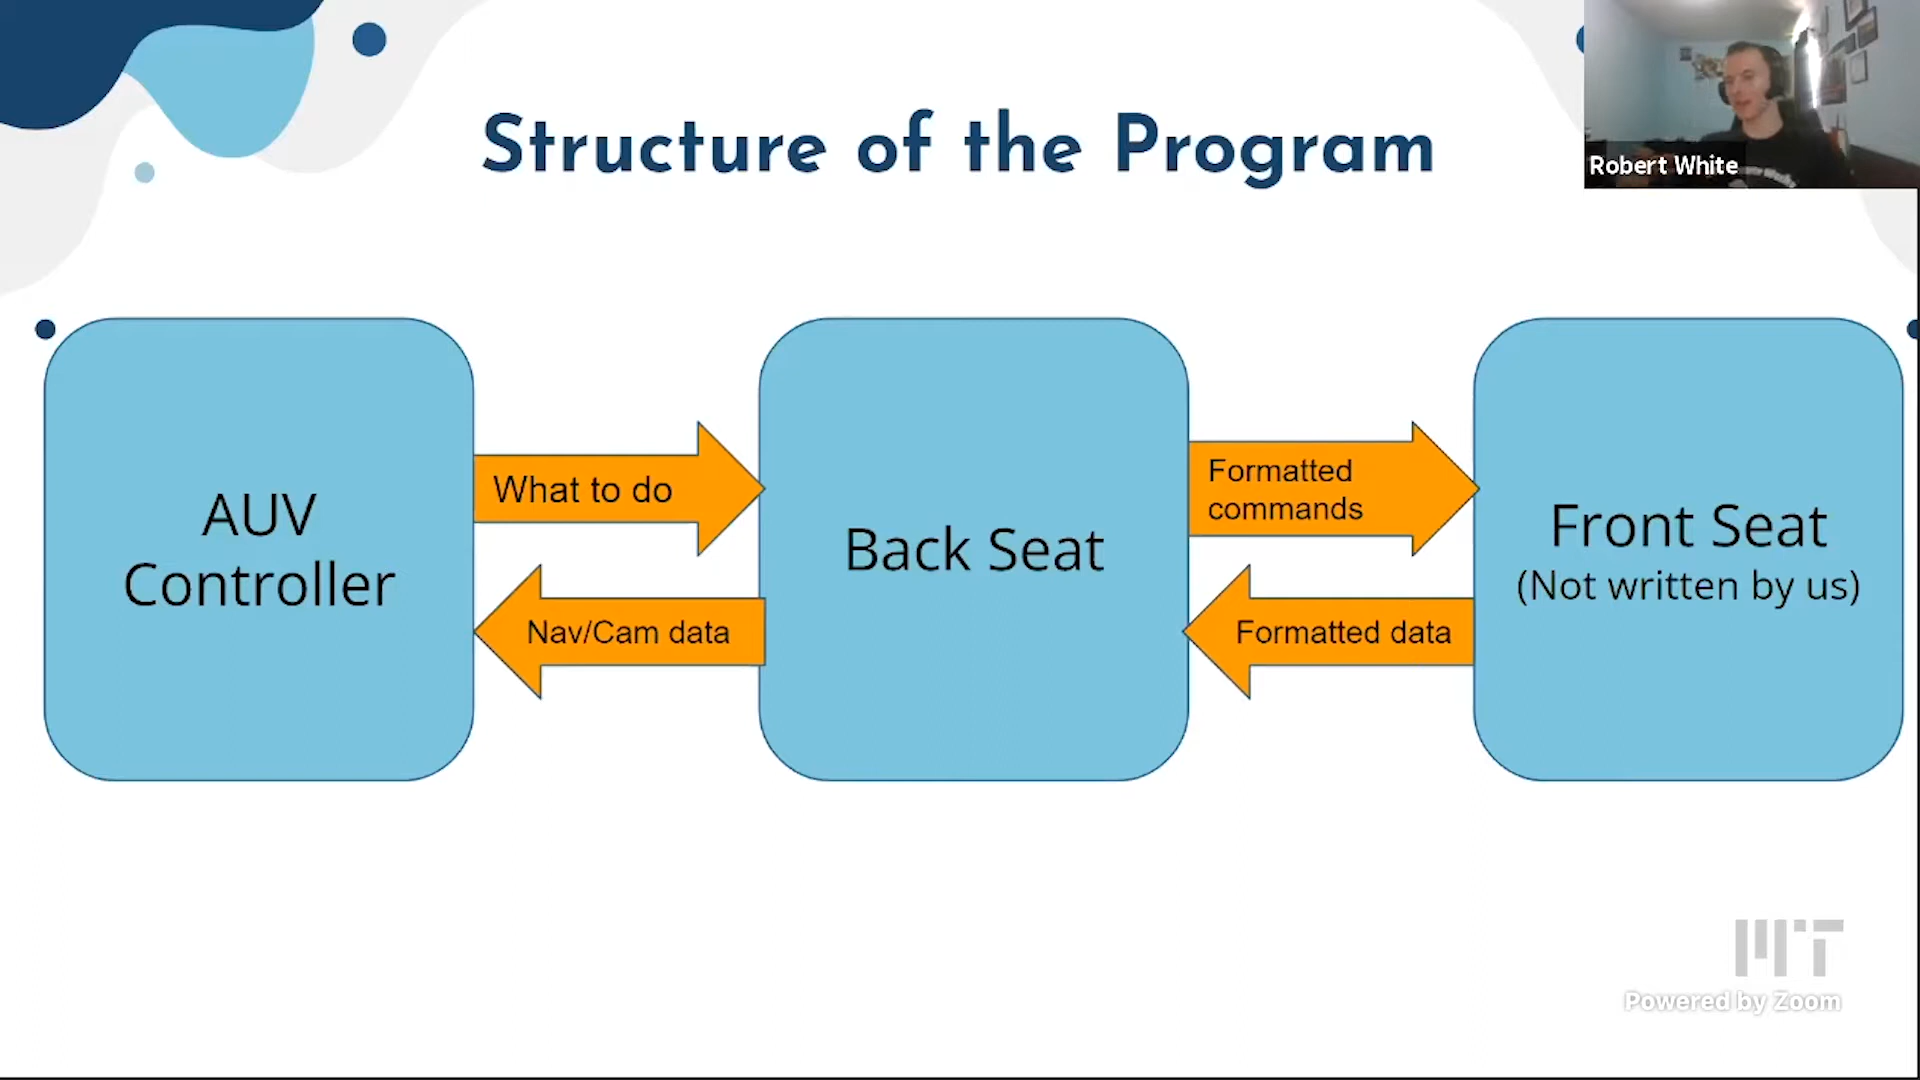 Structure of the Program
Robert White
AUV
Controller
What to do
Nav/Cam data
Back Seat
Formatted
commands
Formatted data
Front Seat
(Not written by us)
MIT
Powered by Zoom